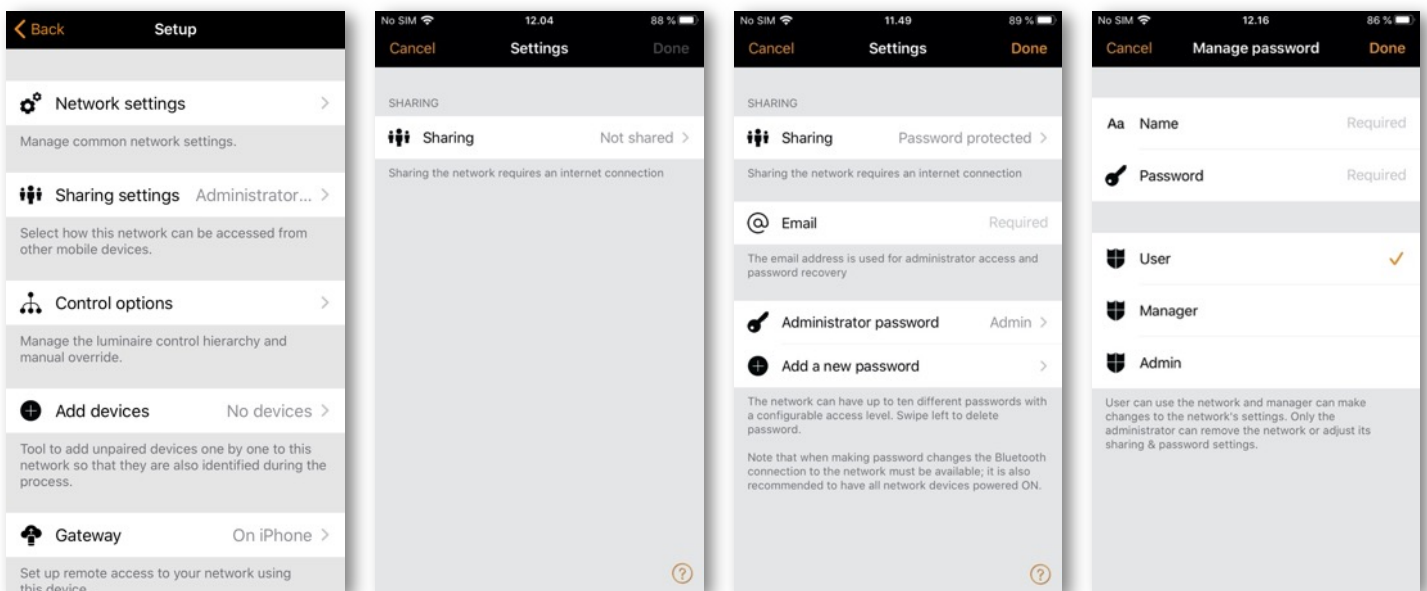 Back
Setup
Network settings
Manage common network settings.
Sharing settings Administrator...
Select how this network can be accessed from
other mobile devices.
Control options
Manage the luminaire control hierarchy and
manual override.
Add devices No devices
Tool to add unpaired devices one by one to this
network so that they are also identified during the
process.
Gateway On iPhone
Set up remote access to your network using
this device
No SIM 12.04 88 %
Cancel Settings Done
SHARING
Sharing Not shared
Sharing the network requires an internet connection
?
No SIM 11.49 89 %
Cancel Settings Done
SHARING
Sharing Password protected
Sharing the network requires an internet connection
@ Email Required
The email address is used for administrator access and
password recovery
Administrator password Admin
Add a new password
The network can have up to ten different passwords with
a configurable access level. Swipe left to delete
password.
Note that when making password changes the Bluetooth
connection to the network must be available; it is also
recommended to have all network devices powered ON.
?
No SIM 12.16 86 %
Cancel Manage password Done
Aa Name Required
Password Required
User
Manager
Admin
User can use the network and manager can make
changes to the network's settings. Only the
administrator can remove the network or adjust its
sharing & password settings.